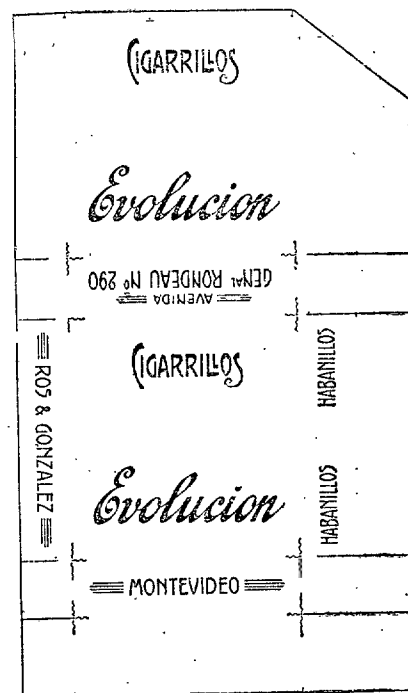 CIGARRILLOS
Evolucion
AVENIDA
GENAL RONDEAU Nº 290
CIGARRILLOS
HABANILLOS
ROS & GONZALEZ
Evolucion
HABANILLOS
MONTEVIDEO